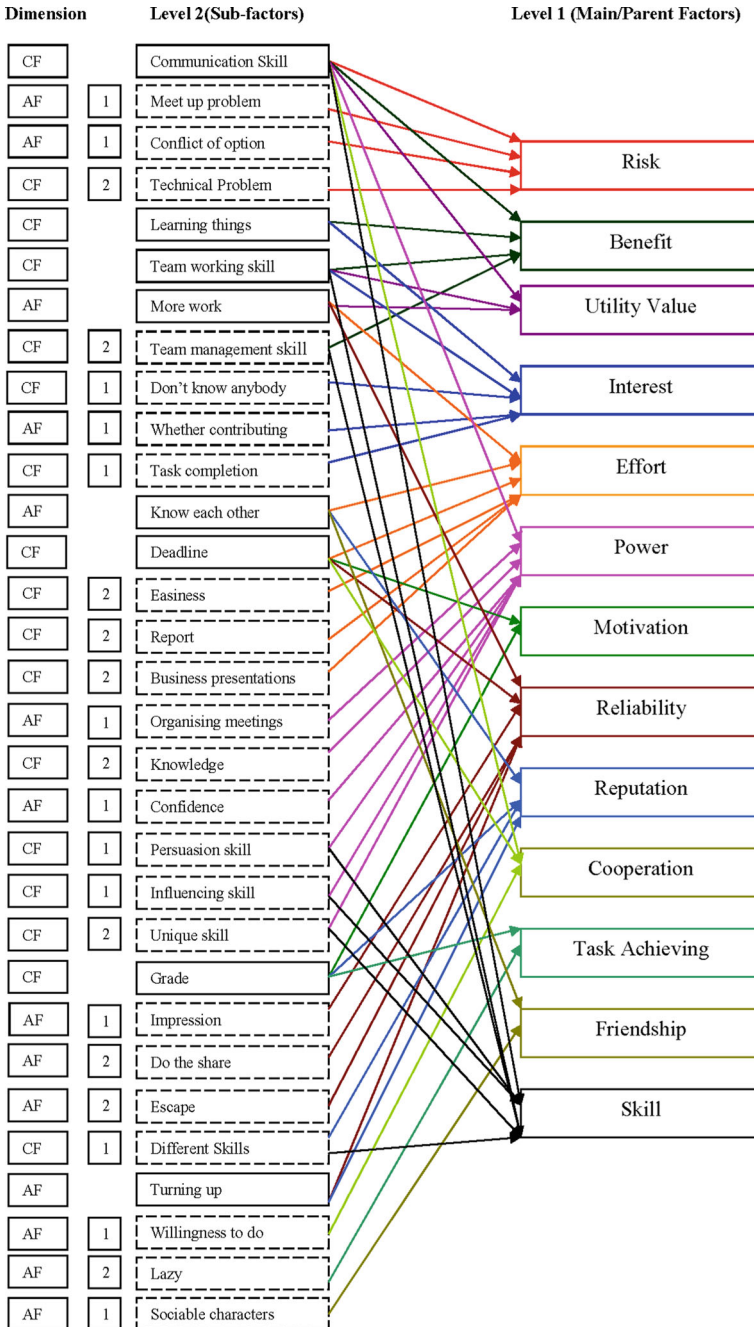 Dimension Level 2(Sub-factors) Level 1 (Main/Parent Factors)
CF Communication Skill
AF 1 Meet up problem
AF 1 Conflict of option
Risk
CF 2 Technical Problem
CF Learning things
Benefit
CF Team working skill
AF More work
Utility Value
CF 2 Team management skill
CF 1 Don't know anybody
Interest
AF 1 Whether contributing
CF 1 Task completion
Effort
AF Know each other
CF Deadline
Power
CF 2 Easiness
CF 2 Report
Motivation
CF 2 Business presentations
Reliability
AF 1 Organising meetings
CF 2 Knowledge
Reputation
AF 1 Confidence
CF 1 Persuasion skill
Cooperation
CF 1 Influencing skill
CF 2 Unique skill
Task Achieving
CF Grade
AF 1 Impression
Friendship
AF 2 Do the share
AF 2 Escape
Skill
CF 1 Different Skills
AF Turning up
AF 1 Willingness to do
AF 2 Lazy
AF 1 Sociable characters